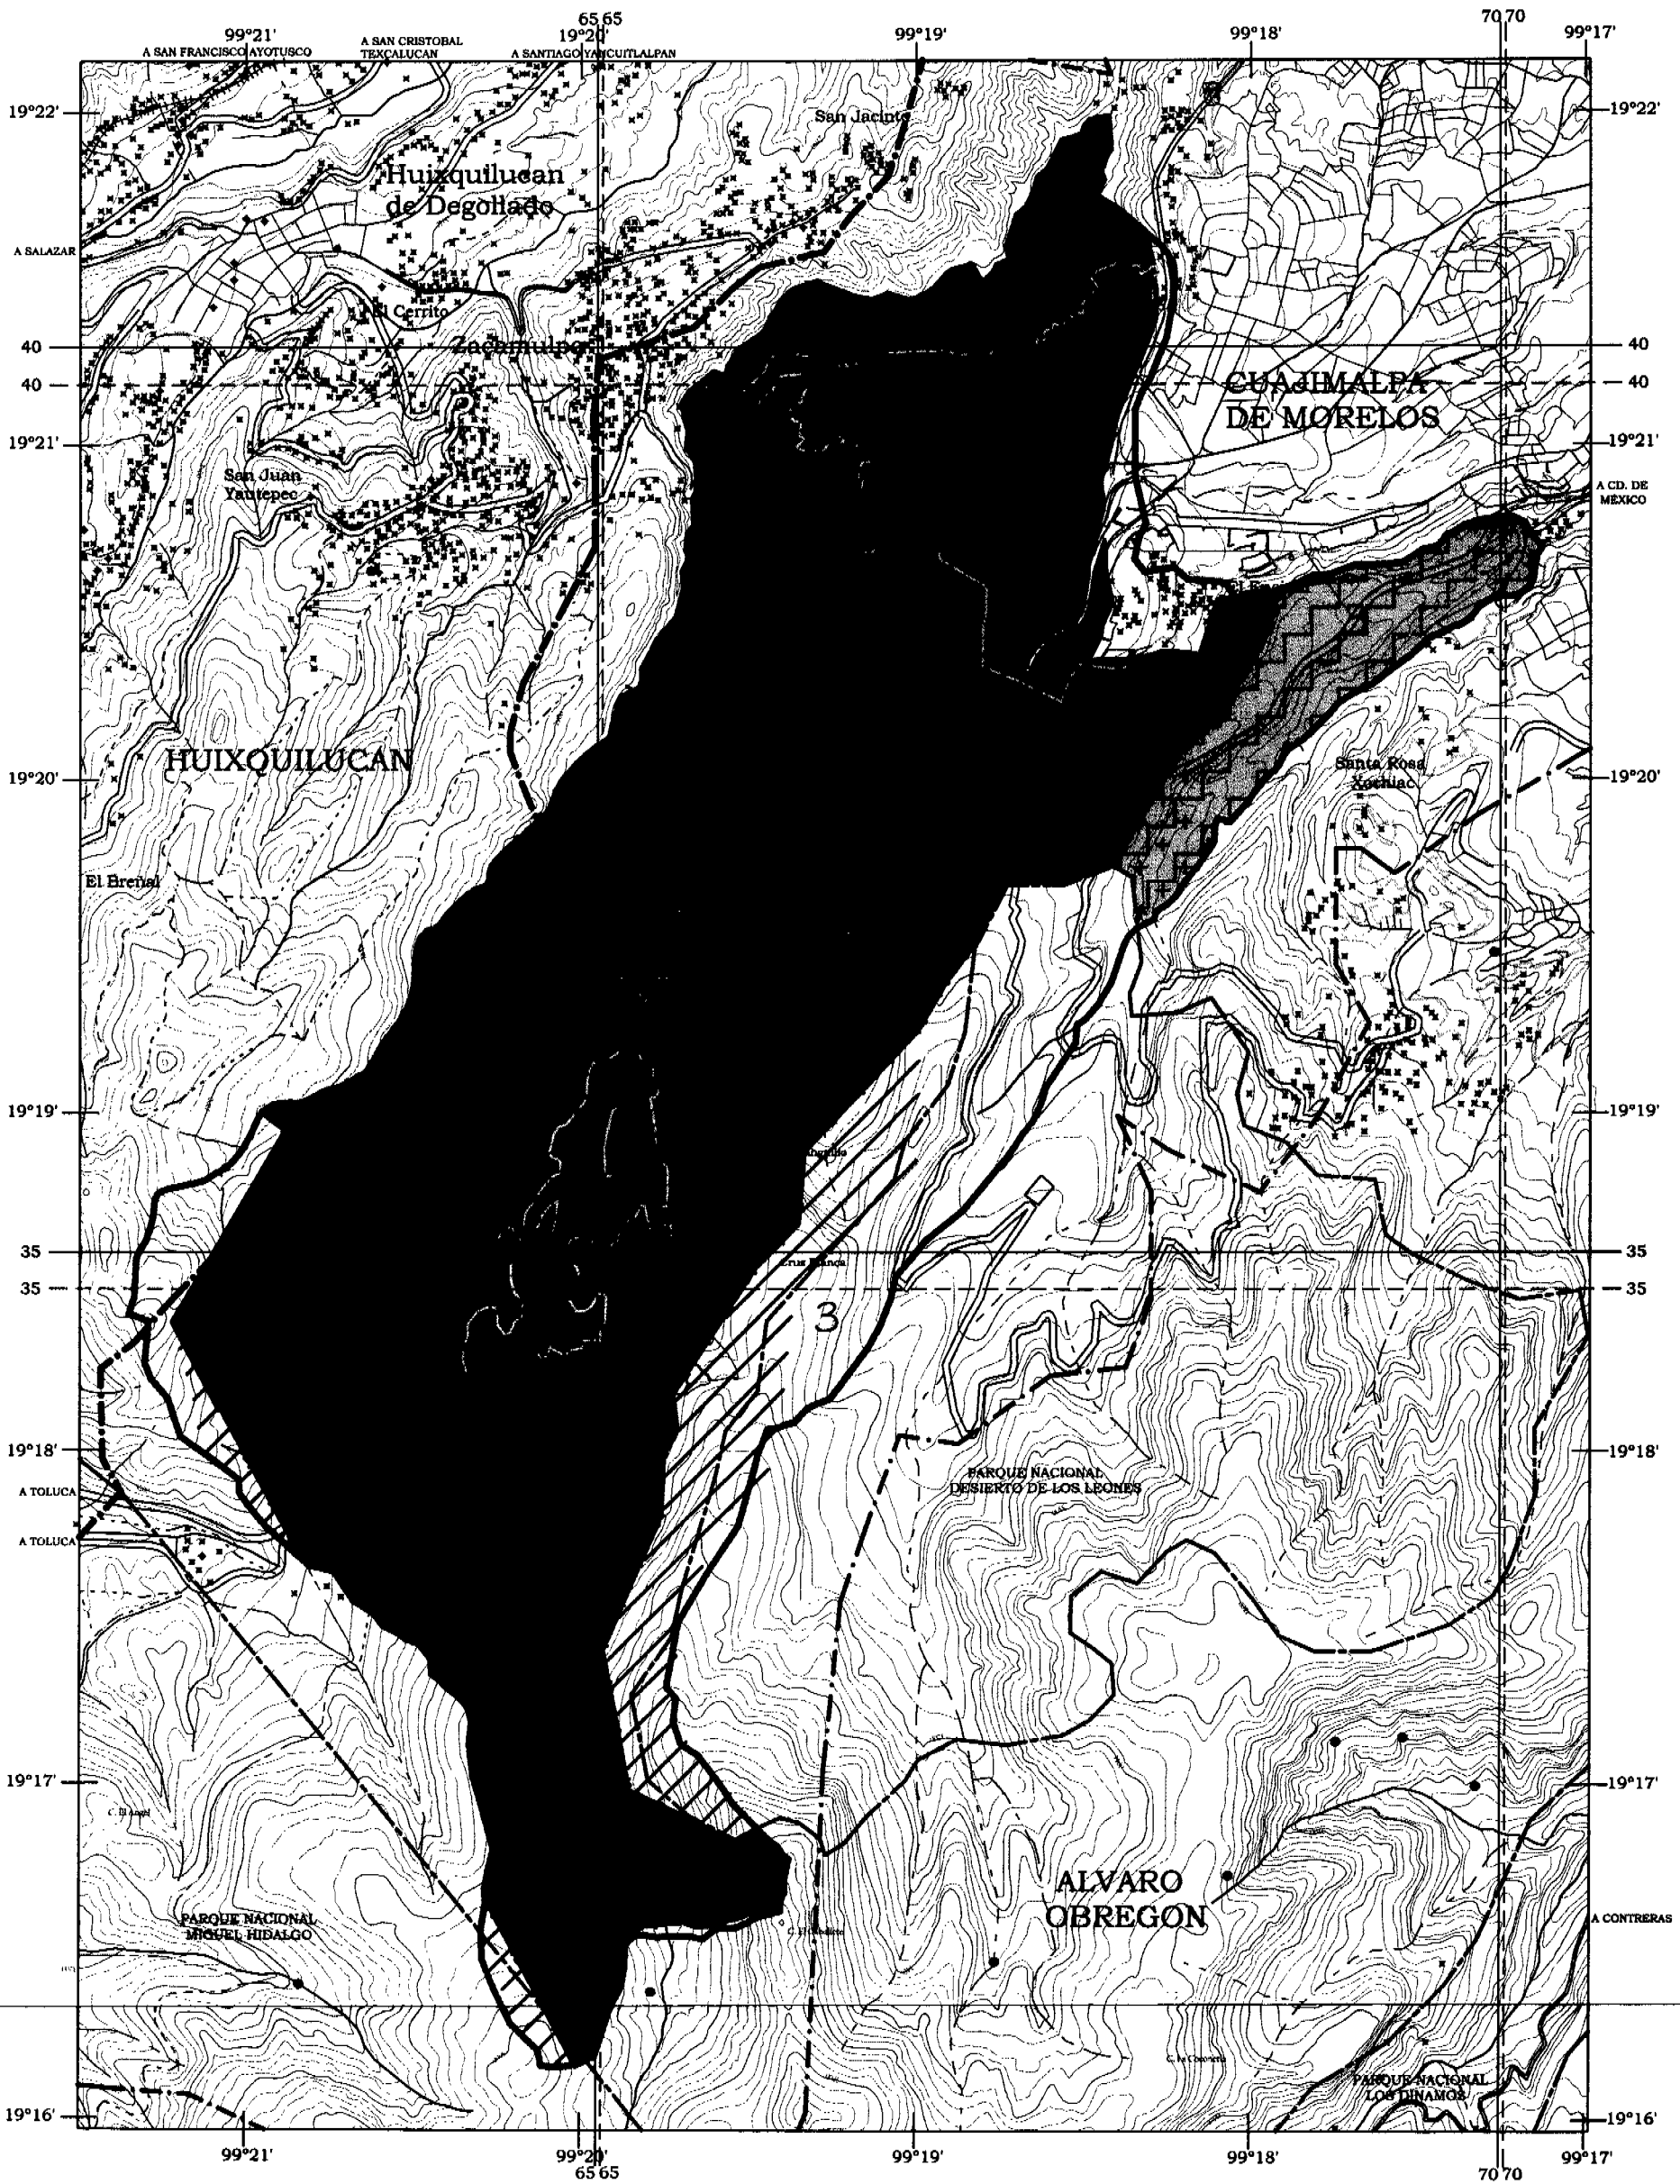 65 65
70 70
99°21'
19°20'
99°19'
99°18'
99°17'
A SAN FRANCISCO AYOTUSCO
A SAN CRISTOBAL
TEXCALUCAN
A SANTIAGO YANCUITLALPAN
19°22'
San Jacinto
19°22'
Huixquilucan
de Degollado
A SALAZAR
El Cerrito
Zacamulpa
40
40
40
40
CUAJIMALPA
DE MORELOS
19°21'
19°21'
San Juan
Yautepec
A CD. DE
MEXICO
HUIXQUILUCAN
19°20'
Santa Rosa
Xochiac
19°20'
El Breñal
19°19'
19°19'
35
Cruz Blanca
35
35
3
35
19°18'
19°18'
PARQUE NACIONAL
DESIERTO DE LOS LEONES
A TOLUCA
A TOLUCA
19°17'
19°17'
C. El Angel
ALVARO
OBREGON
PARQUE NACIONAL
MIGUEL HIDALGO
A CONTRERAS
PARQUE NACIONAL
LOS DINAMOS
19°16'
19°16'
99°21'
99°20'
99°19'
99°18'
99°17'
65 65
70 70